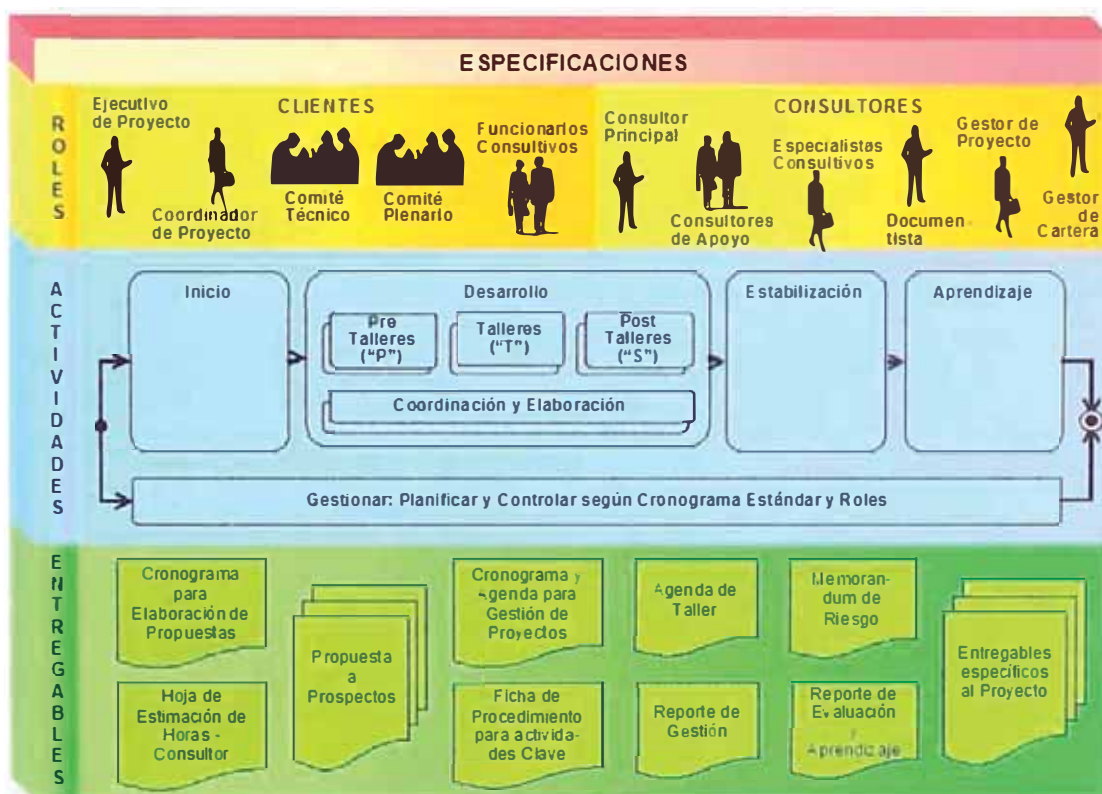 ESPECIFICACIONES
ROLES
CLIENTES
Ejecutivo
de Proyecto
Coordinador
de Proyecto
Comité
Técnico
Comité
Plenario
Funcionarios
Consultivos
CONSULTORES
Consultor
Principal
Consultores
de Apoyo
Especialistas
Consultivos
Documen-
tista
Gestor de
Proyecto
Gestor
de
Cartera
ACTIVIDADES
Inicio
Desarrollo
Pre
Talleres
("P")
Talleres
("T")
Post
Talleres
("S")
Coordinación y Elaboración
Estabilización
Aprendizaje
Gestionar: Planificar y Controlar según Cronograma Estándar y Roles
ENTREGABLES
Cronograma
para
Elaboración de
Propuestas
Hoja de
Estimación de
Horas -
Consultor
Propuesta
a
Prospectos
Cronograma y
Agenda para
Gestión de
Proyectos
Ficha de
Procedimiento
para activida-
des Clave
Agenda de
Taller
Reporte de
Gestión
Memoran-
dum de
Riesgo
Reporte de
Evaluación
y
Aprendizaje
Entregables
específicos
al Proyecto